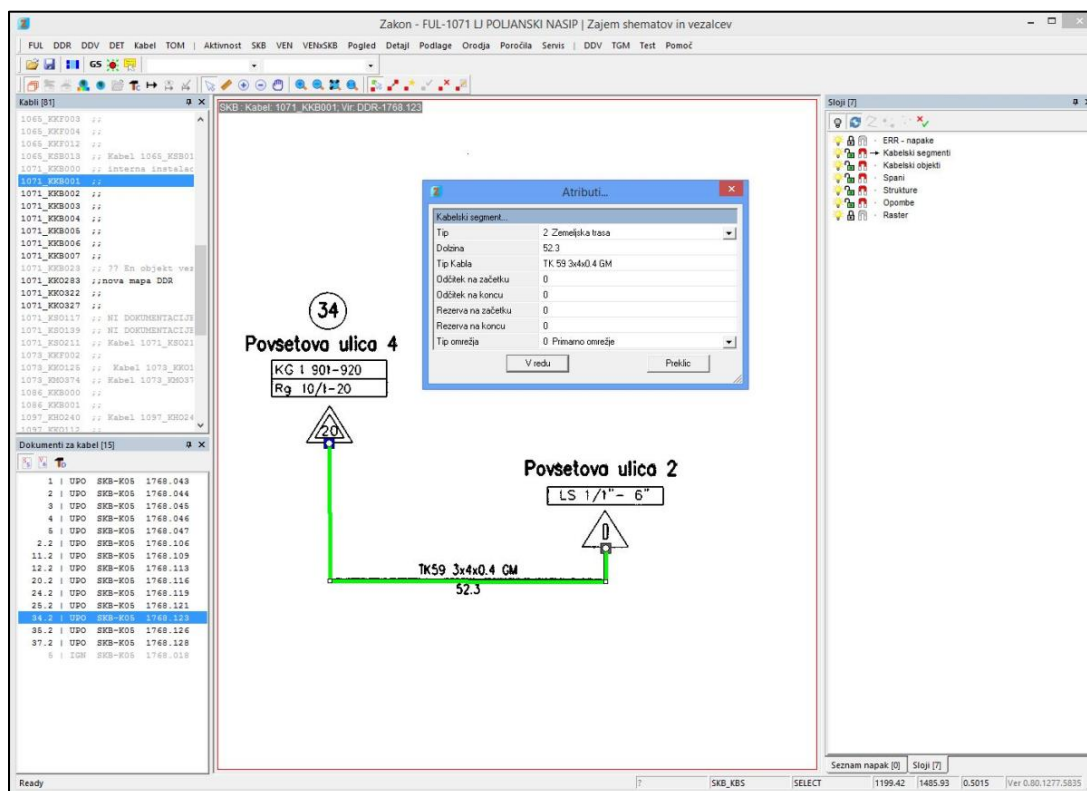 Zakon - FUL-1071 LJ POLJANSKI NASIP | Zajem shematov in vezalcev
FUL DDR DDV DET Kabel TOM | Aktivnost SKB VEN VENxSKB Pogled Detajl Podlage Orodja Poročila Servis | DDV TGM Test Pomoč
GS
Kabli [81]
1065_KKF003 ;;
1065_KKF004 ;;
1065_KKF012 ;;
1065_KSB013 ;; Kabel 1065_KSB01
1071_KKB000 ;; interna instalac
1071_KKB001 ;;
1071_KKB002 ;;
1071_KKB003 ;;
1071_KKB004 ;;
1071_KKB005 ;;
1071_KKB006 ;;
1071_KKB007 ;;
1071_KKB023 ;; ?? En objekt ves
1071_KKO283 ;;nova mapa DDR
1071_KKO322 ;;
1071_KKO327 ;;
1071_KSO117 ;; NI DOKUMENTACIJE
1071_KSO139 ;; NI DOKUMENTACIJE
1071_KSO211 ;; Kabel 1071_KSO21
1073_KKF002 ;;
1073_KKO125 ;; Kabel 1073_KKO1
1073_KMO374 ;; Kabel 1073_KMO37
1086_KKB000 ;;
1086_KKB001 ;;
1097_KHO240 ;; Kabel 1097_KHO24
1097_KHO112 ;;
Dokumenti za kabel [15]
1 | UPO SKB-K05 1768.043
2 | UPO SKB-K05 1768.044
3 | UPO SKB-K05 1768.045
4 | UPO SKB-K05 1768.046
5 | UPO SKB-K05 1768.047
2.2 | UPO SKB-K05 1768.106
11.2 | UPO SKB-K05 1768.109
12.2 | UPO SKB-K05 1768.113
20.2 | UPO SKB-K05 1768.116
24.2 | UPO SKB-K05 1768.119
25.2 | UPO SKB-K05 1768.121
34.2 | UPO SKB-K05 1768.123
35.2 | UPO SKB-K05 1768.126
37.2 | UPO SKB-K05 1768.128
6 | IGN SKB-K05 1768.018
SKB : Kabel: 1071_KKB001; Vir: DDR-1768.123
34
Povšetova ulica 4
KG 1 901-920
Rg 10/1-20
20
Povšetova ulica 2
LS 1/1"- 6"
0
TK59 3x4x0.4 GM
52.3
Atributi...
Kabelski segment...
Tip 2 Zemeljska trasa
Dolzina 52.3
Tip Kabla TK 59 3x4x0.4 GM
Odčitek na začetku 0
Odčitek na koncu 0
Rezerva na začetku 0
Rezerva na koncu 0
Tip omrežja 0 Primarno omrežje
V redu Preklic
Sloji [7]
ERR - napake
Kabelski segmenti
Kabelski objekti
Spani
Strukture
Opombe
Raster
Seznam napak [0] Sloji [7]
Ready ? SKB_KBS SELECT 1199.42 1485.93 0.5015 Ver 0.80.1277.5835